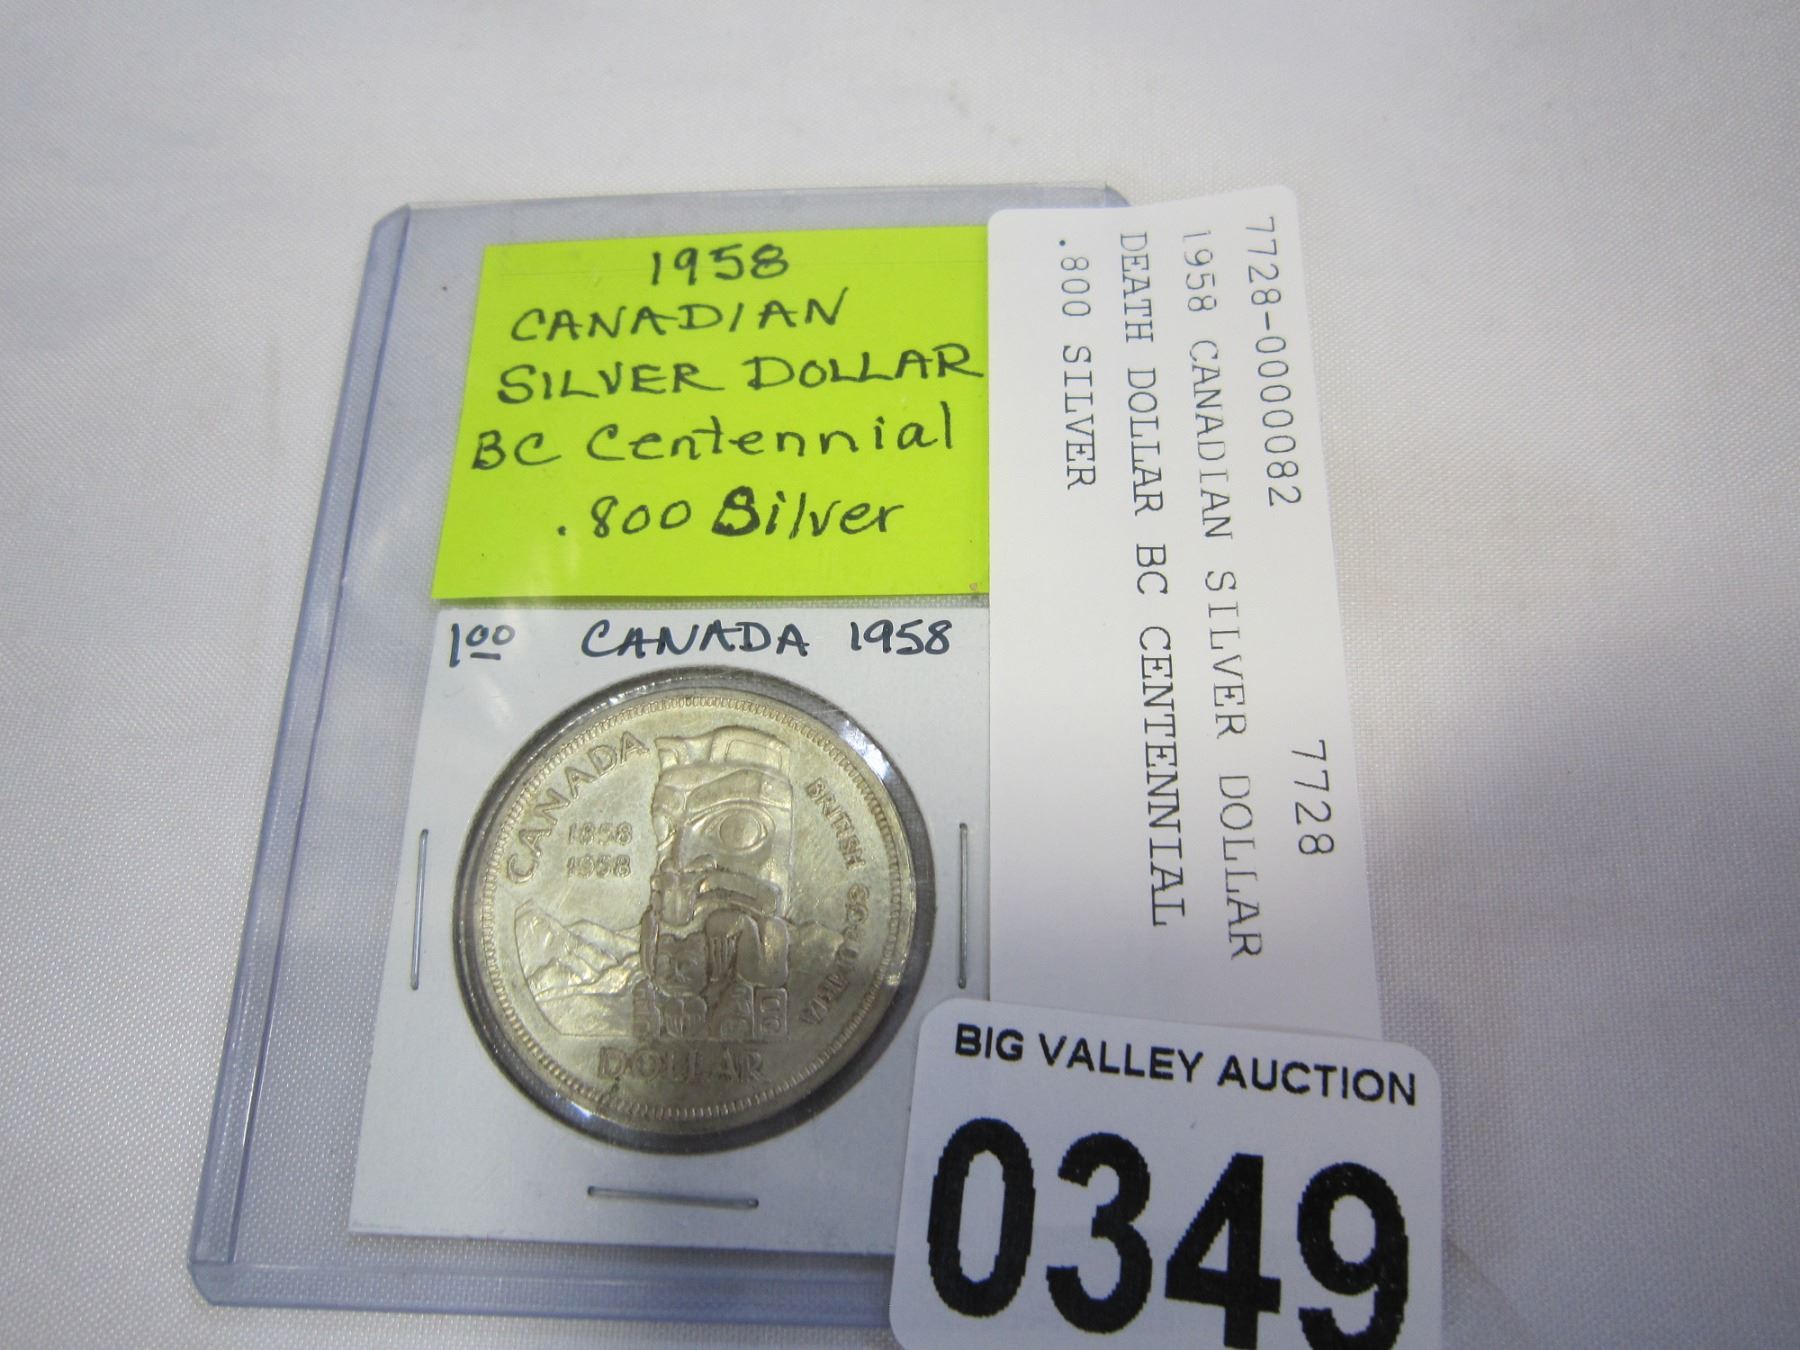 1958
CANADIAN
SILVER DOLLAR
BC Centennial
.800 Silver
1.00 CANADA 1958
CANADA
1858
1958
BRITISH COLUMBIA
DOLLAR
7728-0000082 7728
1958 CANADIAN SILVER DOLLAR
DEATH DOLLAR BC CENTENNIAL
.800 SILVER
BIG VALLEY AUCTION
0349